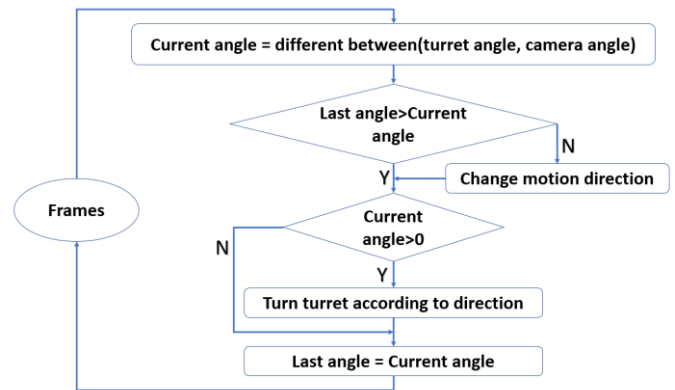 Current angle = different between(turret angle, camera angle)
Last angle>Current
angle
N
Y
Change motion direction
Frames
Current
angle>0
N
Y
Turn turret according to direction
Last angle = Current angle